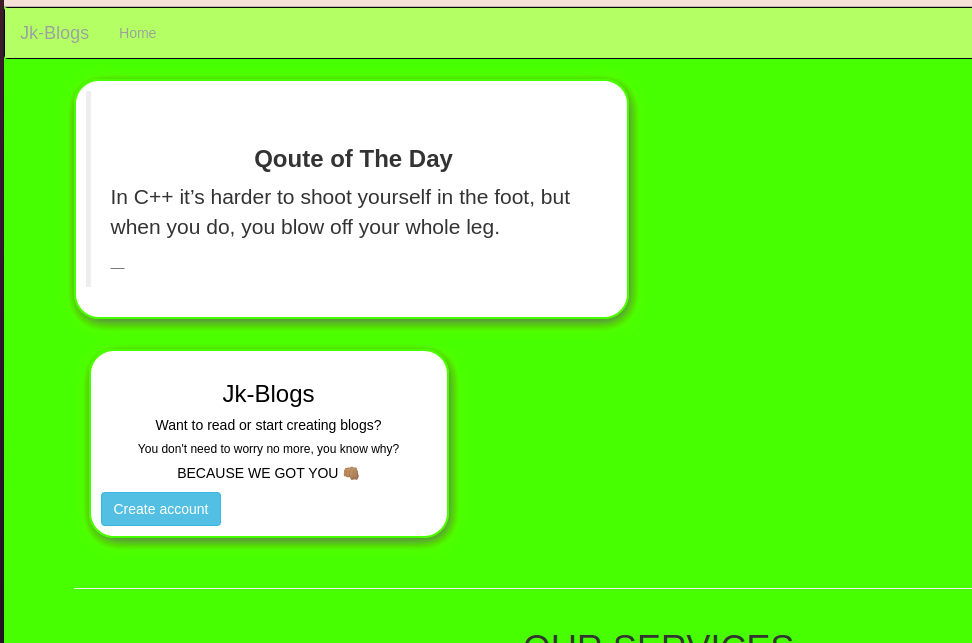 Jk-Blogs Home
Qoute of The Day
In C++ it’s harder to shoot yourself in the foot, but
when you do, you blow off your whole leg.
—
Jk-Blogs
Want to read or start creating blogs?
You don't need to worry no more, you know why?
BECAUSE WE GOT YOU 👊🏽
Create account
OUR SERVICES